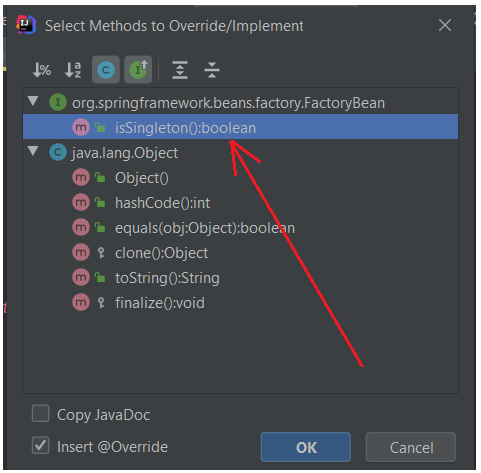 Select Methods to Override/Implement
org.springframework.beans.factory.FactoryBean
isSingleton():boolean
java.lang.Object
Object()
hashCode():int
equals(obj:Object):boolean
clone():Object
toString():String
finalize():void
Copy JavaDoc
Insert @Override
OK
Cancel